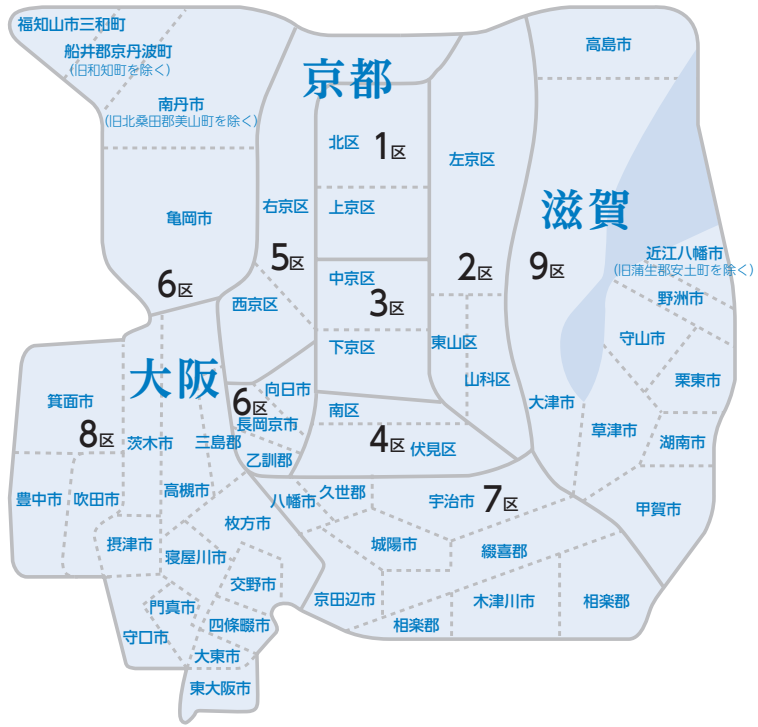 福知山市三和町
船井郡京丹波町
(旧和知町を除く)
南丹市
(旧北桑田郡美山町を除く)
亀岡市
6区
京都
北区
1区
上京区
右京区
5区
西京区
中京区
3区
下京区
左京区
2区
東山区
山科区
南区
4区
伏見区
6区
向日市
長岡京市
乙訓郡
滋賀
高島市
9区
近江八幡市
(旧蒲生郡安土町を除く)
野洲市
守山市
栗東市
大津市
草津市
湖南市
甲賀市
大阪
箕面市
8区
茨木市
三島郡
豊中市
吹田市
高槻市
摂津市
枚方市
寝屋川市
交野市
門真市
守口市
四條畷市
大東市
東大阪市
八幡市
久世郡
宇治市
7区
城陽市
綴喜郡
京田辺市
木津川市
相楽郡
相楽郡